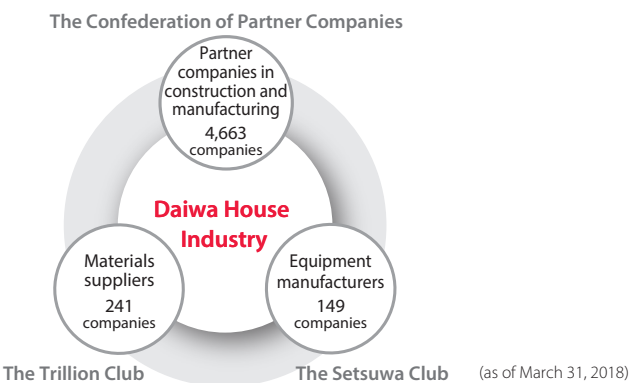 The Confederation of Partner Companies
Partner
companies in
construction and
manufacturing
4,663
companies
Daiwa House
Industry
Materials
suppliers
241
companies
Equipment
manufacturers
149
companies
The Trillion Club
The Setsuwa Club
(as of March 31, 2018)